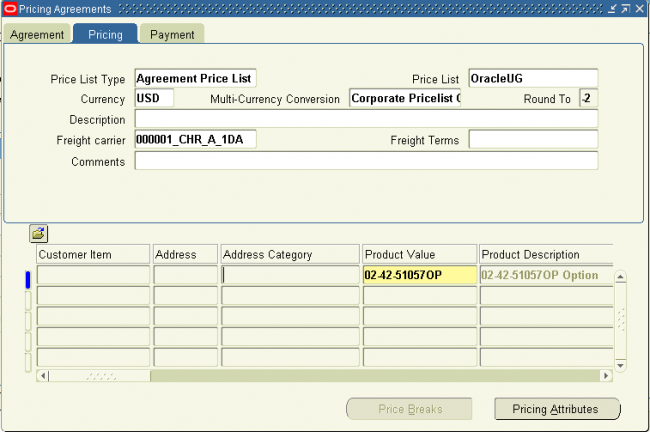 Pricing Agreements
Agreement Pricing Payment
Price List Type Agreement Price List Price List OracleUG
Currency USD Multi-Currency Conversion Corporate Pricelist Round To -2
Description
Freight carrier 000001_CHR_A_1DA Freight Terms
Comments
Customer Item Address Address Category Product Value Product Description
02-42-51057OP 02-42-51057OP Option
Price Breaks Pricing Attributes